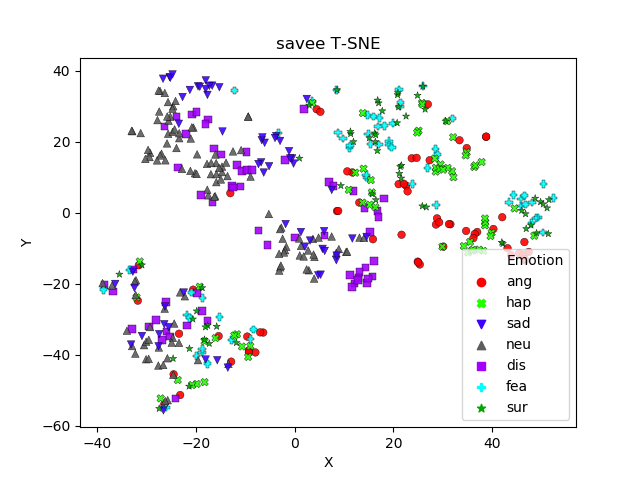 savee T-SNE
40
20
0
−20
−40
−60
Y
−40
−20
0
20
40
X
Emotion
ang
hap
sad
neu
dis
fea
sur